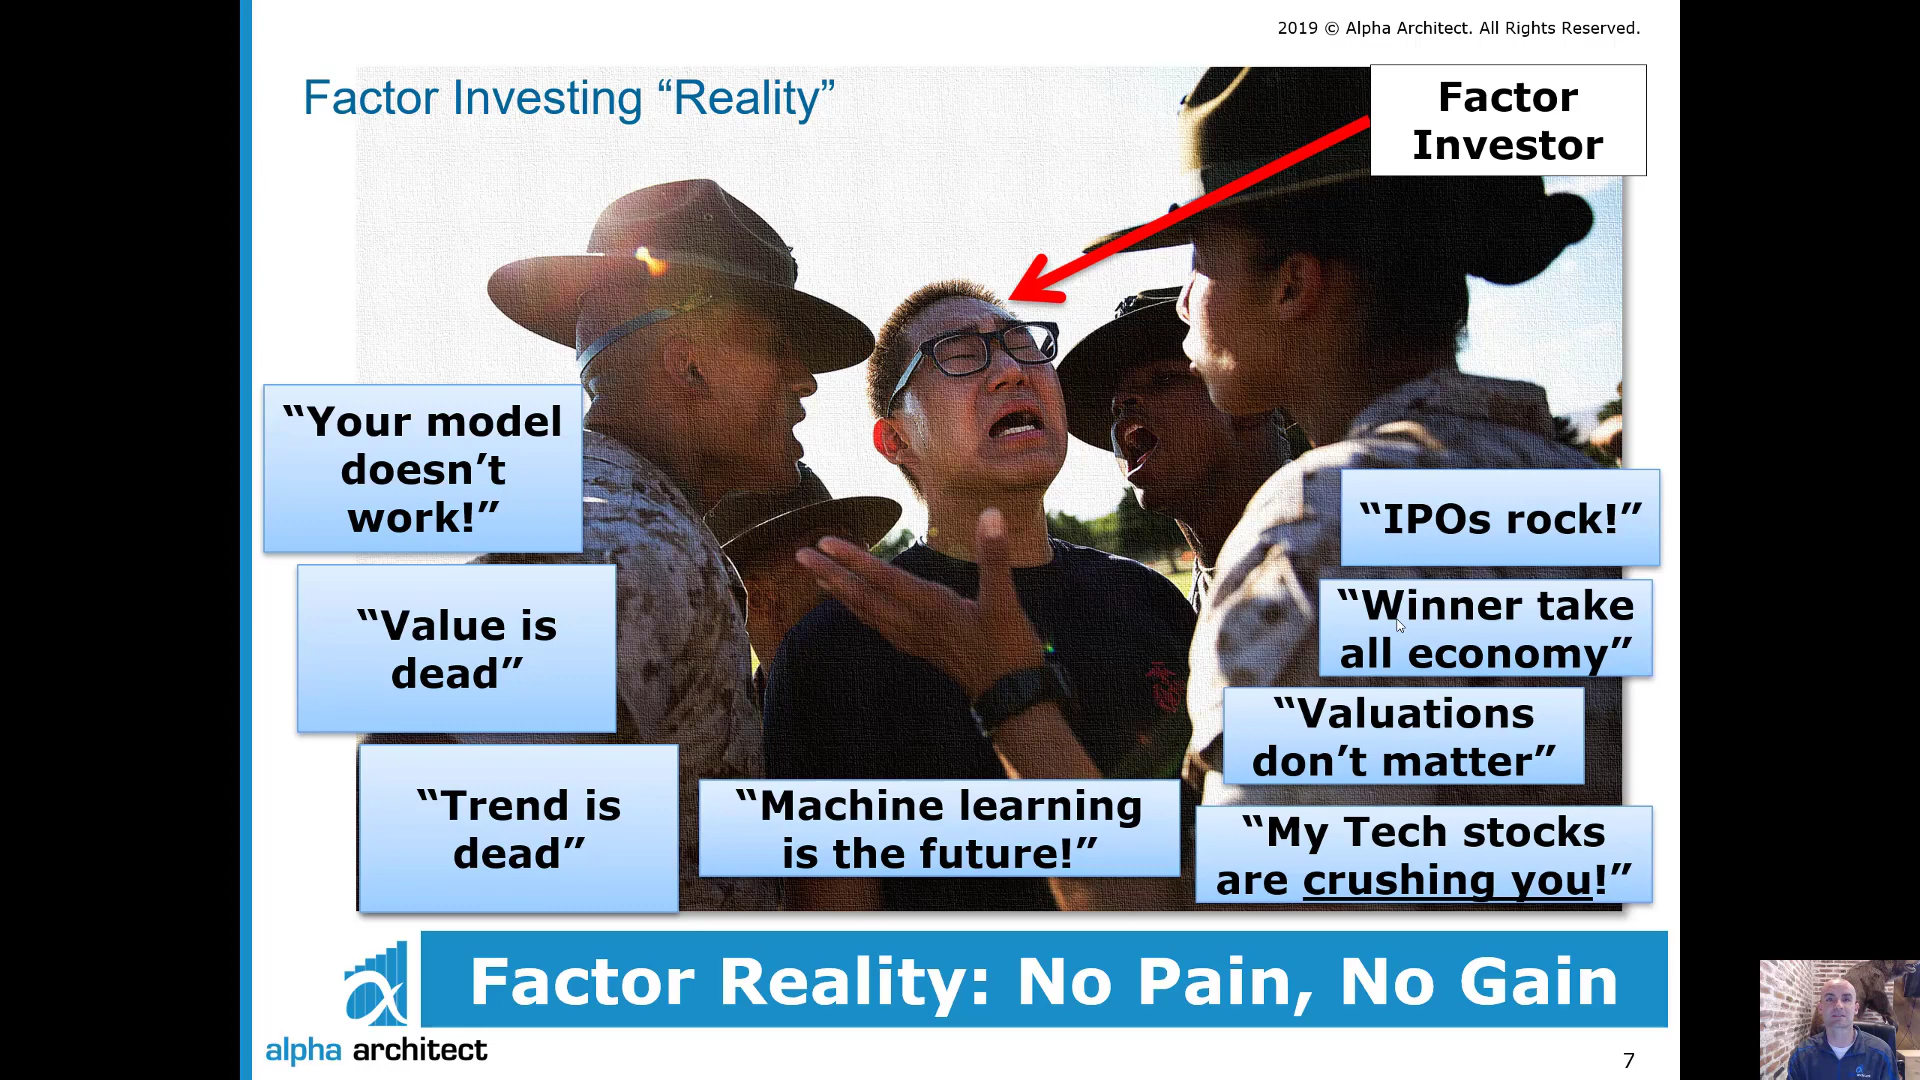 2019 © Alpha Architect. All Rights Reserved.
Factor Investing “Reality”
Factor
Investor
“Your model
doesn’t
work!”
“Value is
dead”
“Trend is
dead”
“Machine learning
is the future!”
“IPOs rock!”
“Winner take
all economy”
“Valuations
don’t matter”
“My Tech stocks
are crushing you!”
Factor Reality: No Pain, No Gain
alpha architect
7